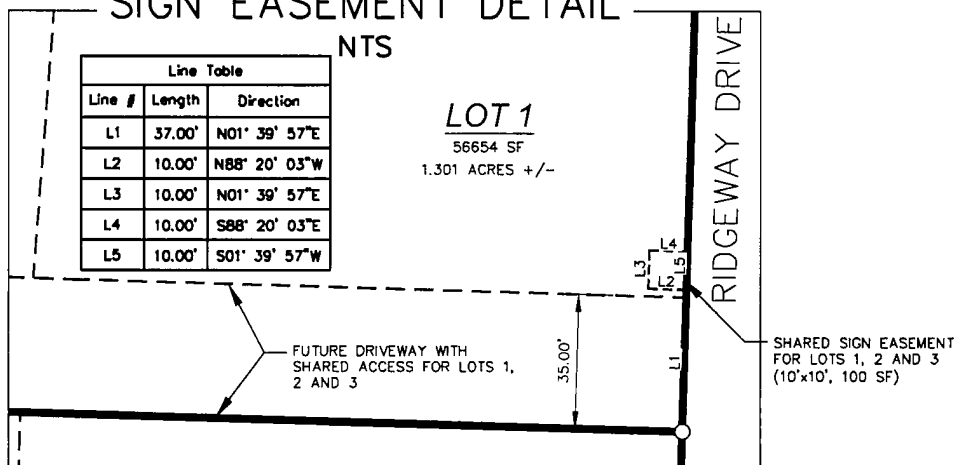 SIGN EASEMENT DETAIL
NTS
Line Table
Line # Length Direction
L1 37.00' N01° 39' 57"E
L2 10.00' N88° 20' 03"W
L3 10.00' N01° 39' 57"E
L4 10.00' S88° 20' 03"E
L5 10.00' S01° 39' 57"W
LOT 1
56654 SF
1.301 ACRES +/-
RIDGEWAY DRIVE
L4
L3
L5
L2
L1
35.00'
FUTURE DRIVEWAY WITH
SHARED ACCESS FOR LOTS 1,
2 AND 3
SHARED SIGN EASEMENT
FOR LOTS 1, 2 AND 3
(10'x10', 100 SF)